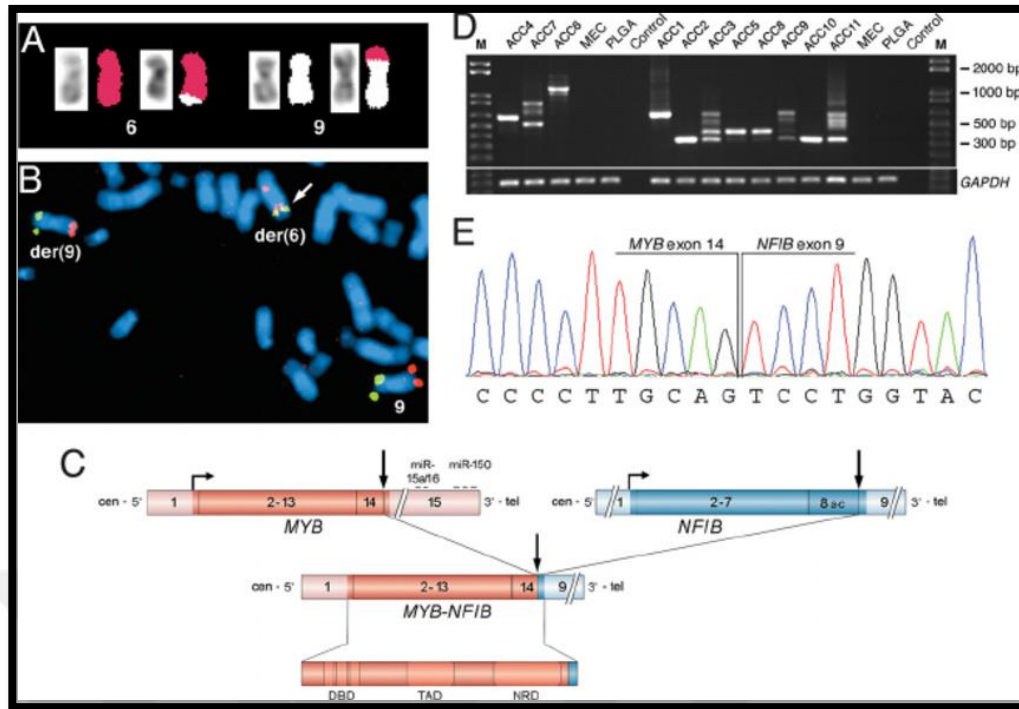 A
6
9
B
der(9)
der(6)
9
D
M
ACC4
ACC7
ACC6
MEC
PLGA
Control
ACC1
ACC2
ACC3
ACC5
ACC8
ACC9
ACC10
ACC11
MEC
PLGA
Control
M
2000 bp
1000 bp
500 bp
300 bp
GAPDH
E
MYB exon 14
NFIB exon 9
C C C C T T G C A G T C C T G G T A C
C
miR-15a/16
miR-150
cen - 5' 1 2-13 14 15 3' - tel
MYB
cen - 5' 1 2-7 8 a-c 9 3' - tel
NFIB
cen - 5' 1 2-13 14 9 3' - tel
MYB-NFIB
DBD TAD NRD